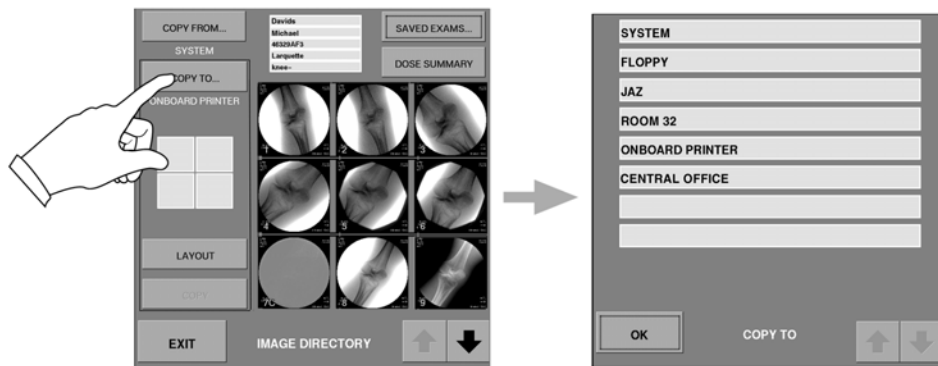 COPY FROM...
SYSTEM
COPY TO...
ONBOARD PRINTER
LAYOUT
COPY
Davids
Michael
46329AF3
Larquette
knee~
SAVED EXAMS...
DOSE SUMMARY
1
2
3
4
5
6
7C
8
9
EXIT
IMAGE DIRECTORY
SYSTEM
FLOPPY
JAZ
ROOM 32
ONBOARD PRINTER
CENTRAL OFFICE
OK
COPY TO